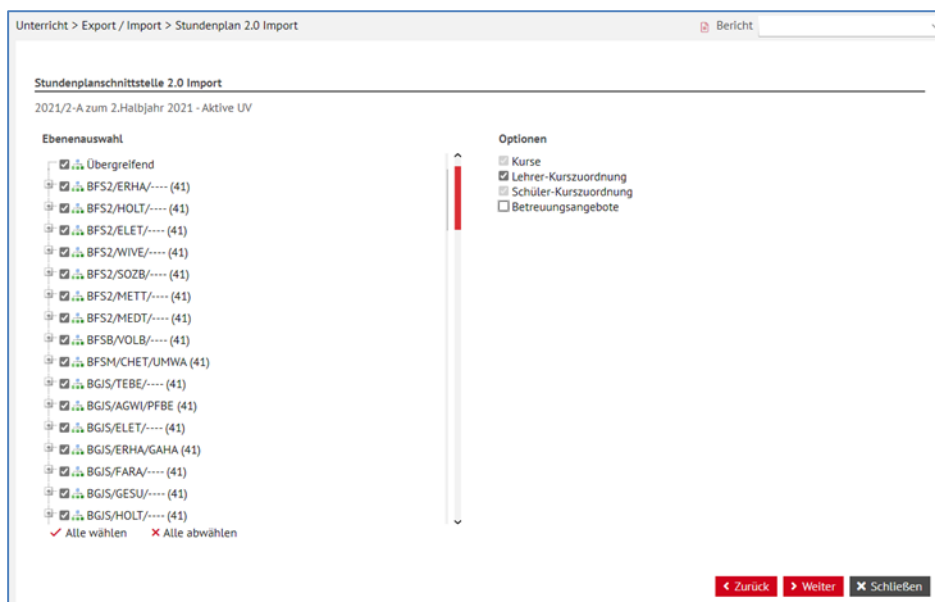 Unterricht > Export / Import > Stundenplan 2.0 Import
Bericht
Stundenplanschnittstelle 2.0 Import
2021/2-A zum 2.Halbjahr 2021 - Aktive UV
Ebenenauswahl
Übergreifend
BFS2/ERHA/---- (41)
BFS2/HOLT/---- (41)
BFS2/ELET/---- (41)
BFS2/WIVE/---- (41)
BFS2/SOZB/---- (41)
BFS2/METT/---- (41)
BFS2/MEDT/---- (41)
BFSB/VOLB/---- (41)
BFSM/CHET/UMWA (41)
BGJS/TEBE/---- (41)
BGJS/AGWI/PFBE (41)
BGJS/ELET/---- (41)
BGJS/ERHA/GAHA (41)
BGJS/FARA/---- (41)
BGJS/GESU/---- (41)
BGJS/HOLT/---- (41)
Alle wählen Alle abwählen
Optionen
Kurse
Lehrer-Kurszuordnung
Schüler-Kurszuordnung
Betreuungsangebote
Zurück Weiter Schließen